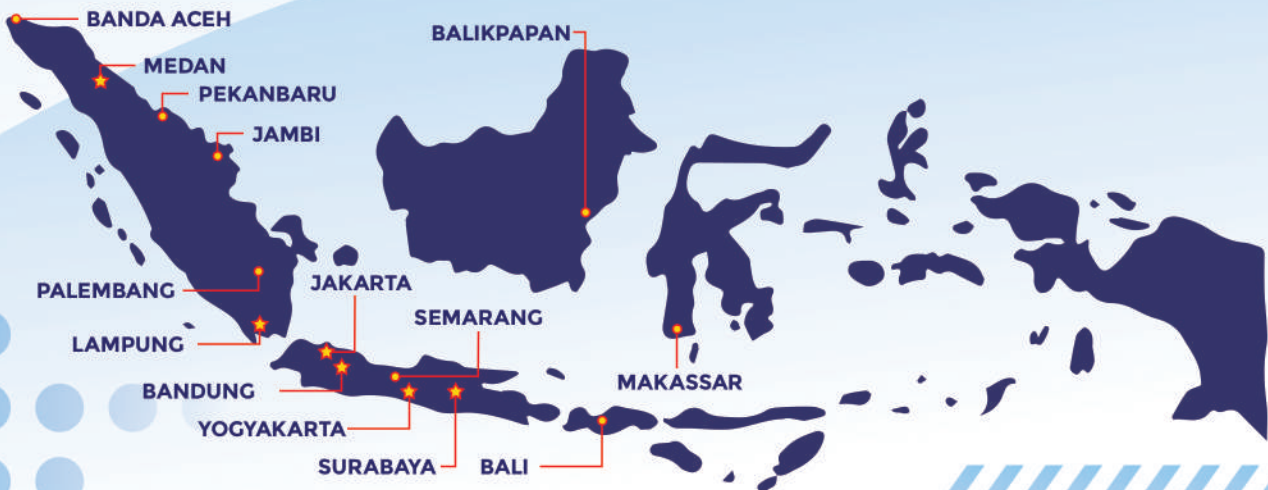 BANDA ACEH
BALIKPAPAN
MEDAN
PEKANBARU
JAMBI
PALEMBANG
JAKARTA
SEMARANG
LAMPUNG
MAKASSAR
BANDUNG
YOGYAKARTA
SURABAYA
BALI